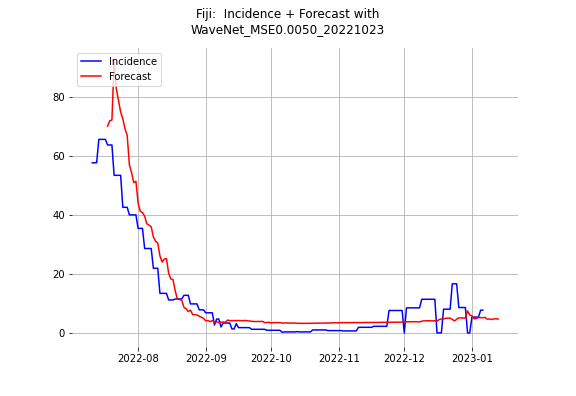 Fiji:  Incidence + Forecast with
WaveNet_MSE0.0050_20221023
Incidence
Forecast
80
60
40
20
0
2022-08
2022-09
2022-10
2022-11
2022-12
2023-01